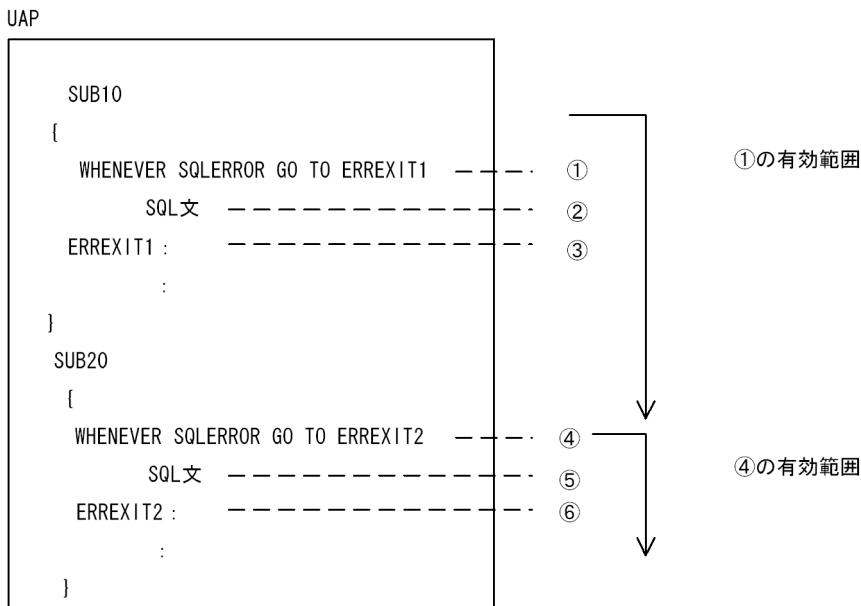 UAP
SUB10
{
WHENEVER SQLERROR GO TO ERREXIT1 ① ①の有効範囲
SQL文 ②
ERREXIT1 : ③
:
}
SUB20
{
WHENEVER SQLERROR GO TO ERREXIT2 ④
SQL文 ⑤ ④の有効範囲
ERREXIT2 : ⑥
:
}